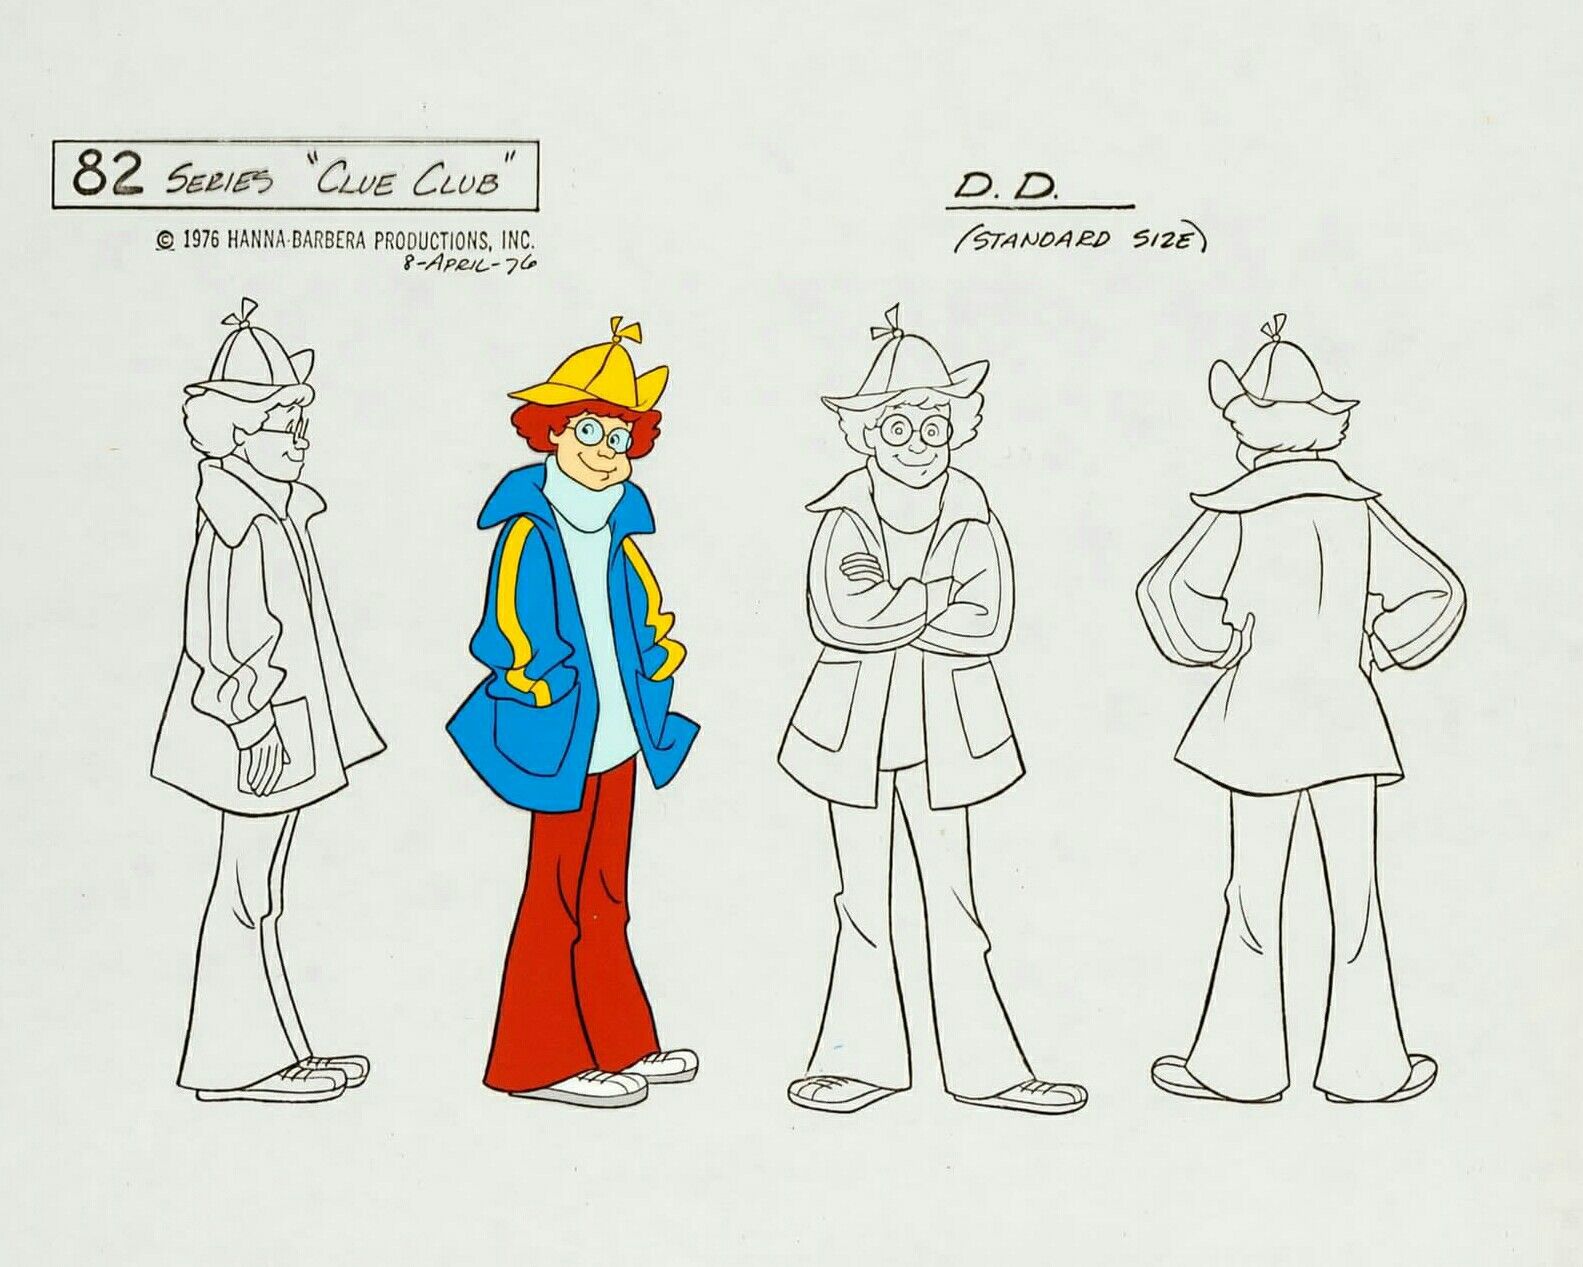 82 SERIES "CLUE CLUB"
© 1976 HANNA-BARBERA PRODUCTIONS, INC.
8-APRIL-76
D. D.
(STANDARD SIZE)